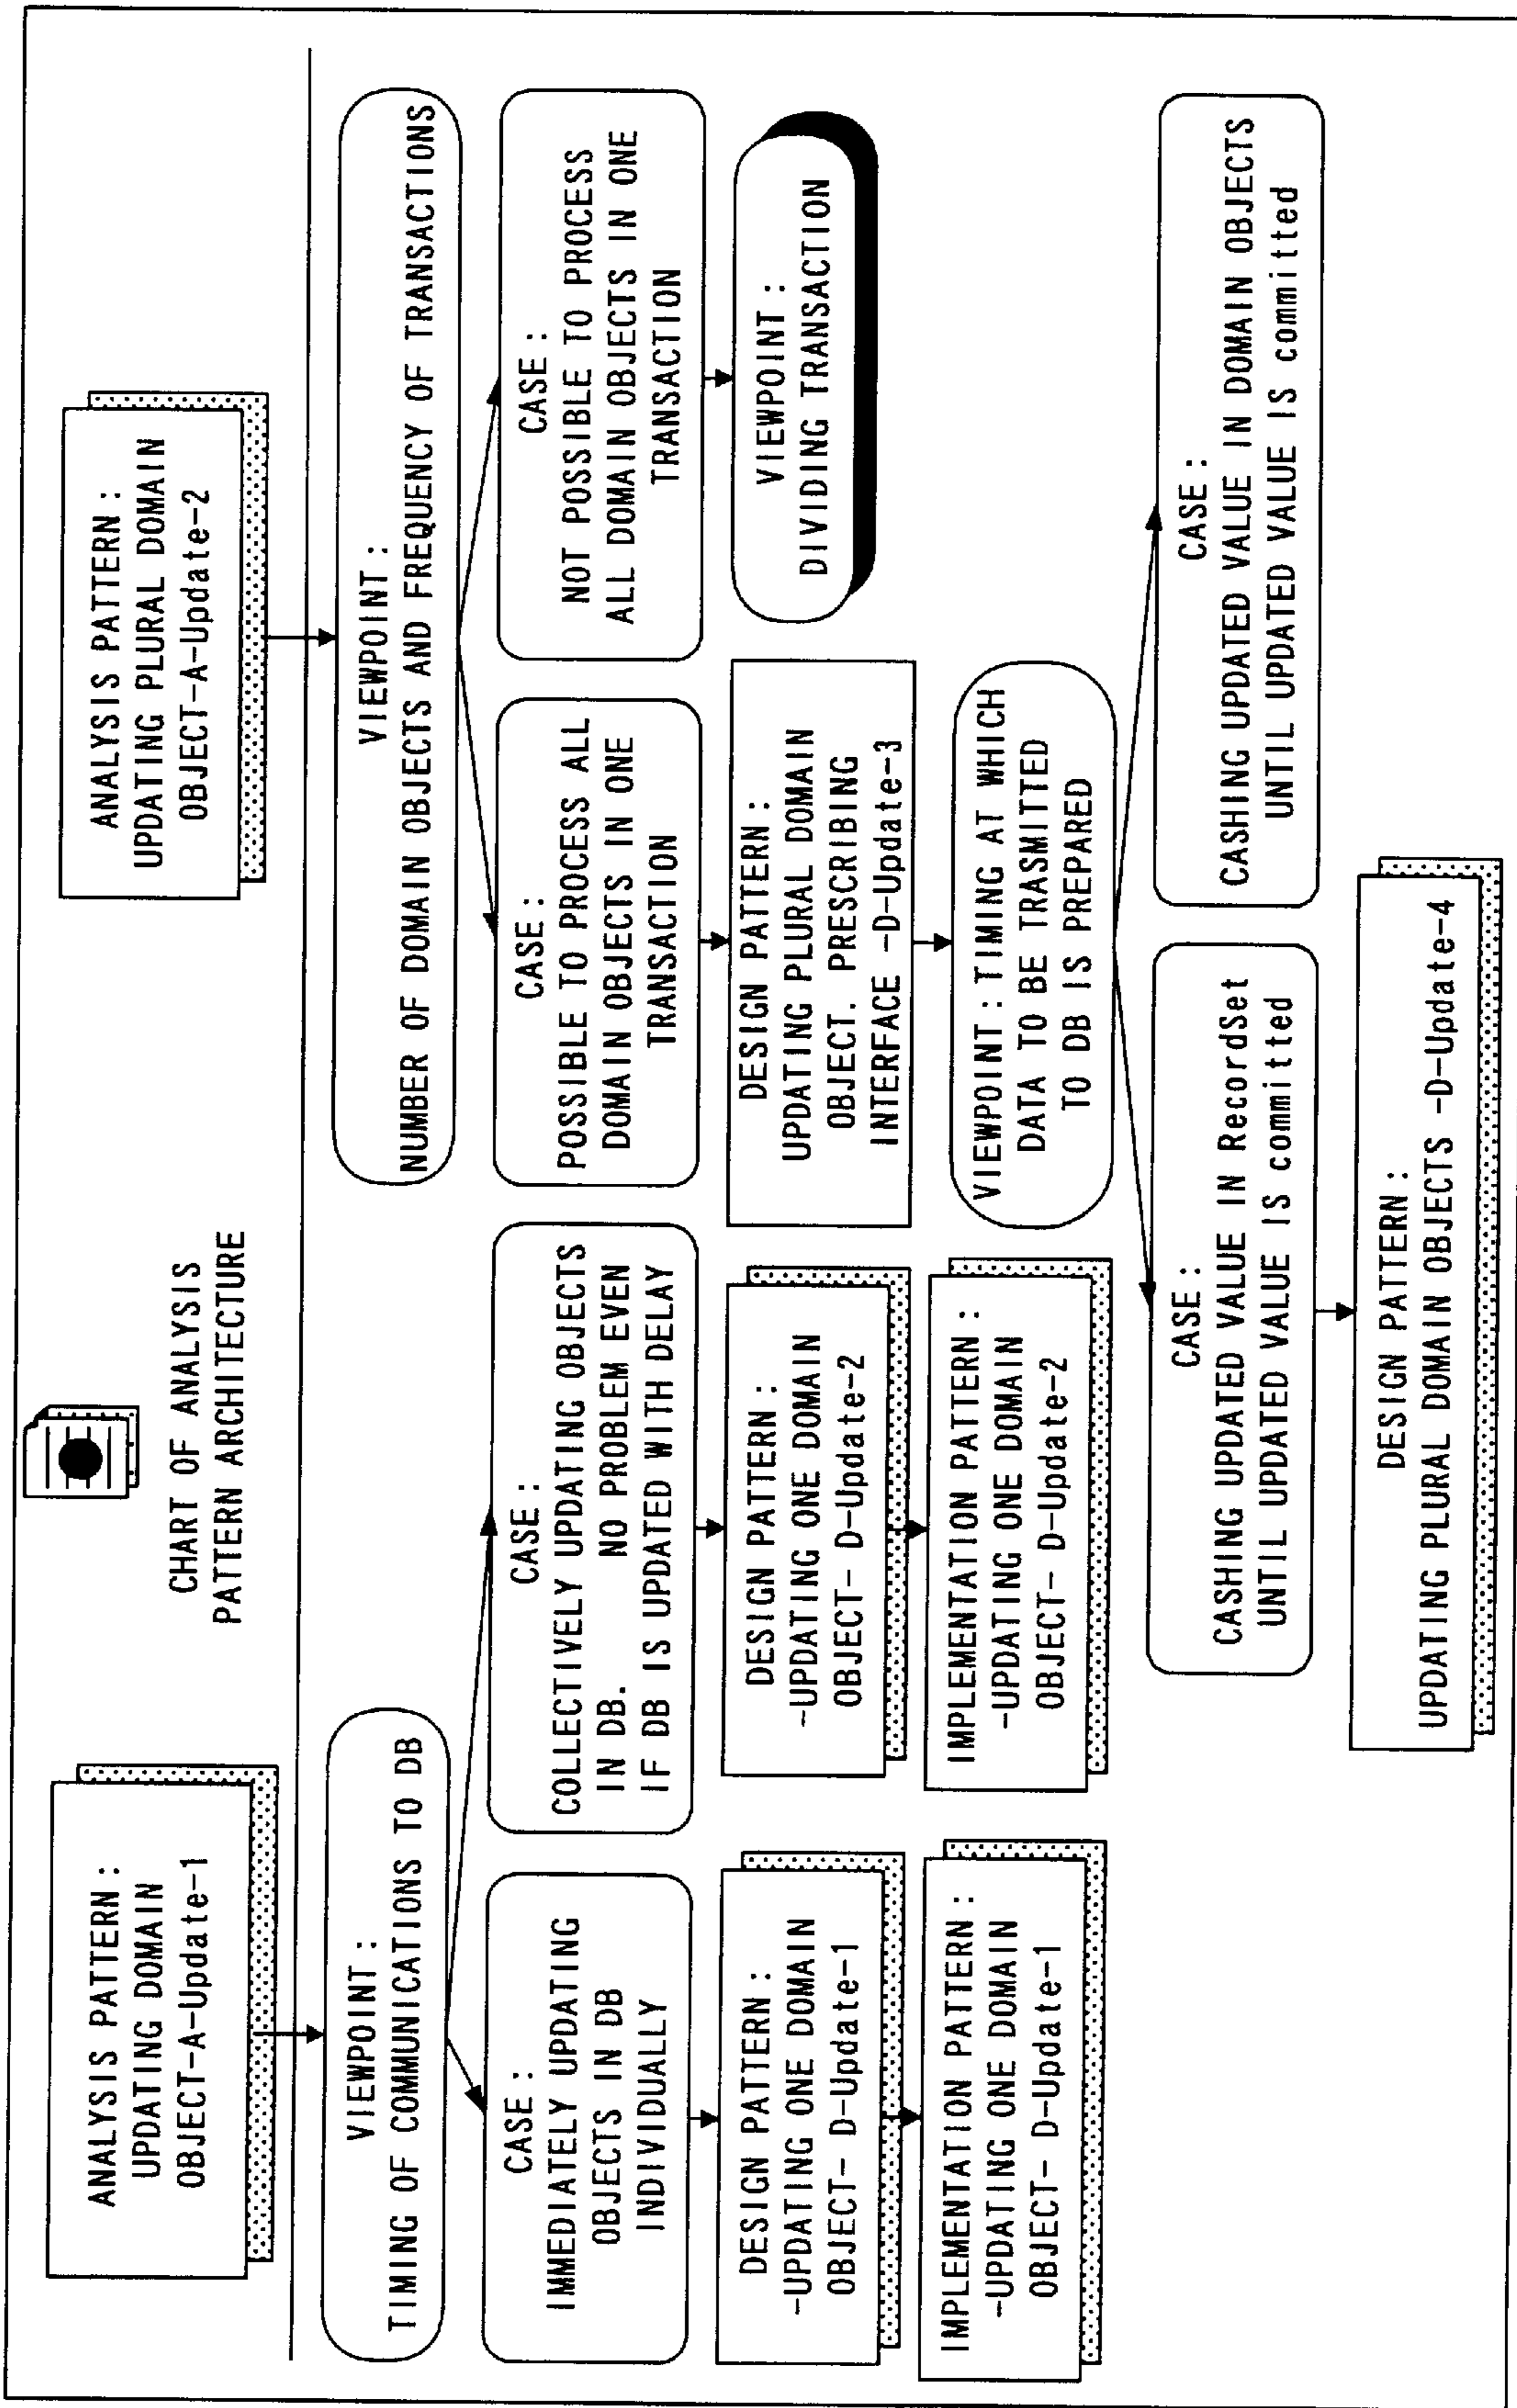 CHART OF ANALYSIS
PATTERN ARCHITECTURE
ANALYSIS PATTERN:
UPDATING DOMAIN
OBJECT-A-Update-1
ANALYSIS PATTERN:
UPDATING PLURAL DOMAIN
OBJECT-A-Update-2
VIEWPOINT:
TIMING OF COMMUNICATIONS TO DB
VIEWPOINT:
NUMBER OF DOMAIN OBJECTS AND FREQUENCY OF TRANSACTIONS
CASE:
IMMEDIATELY UPDATING
OBJECTS IN DB
INDIVIDUALLY
CASE:
COLLECTIVELY UPDATING OBJECTS
IN DB. NO PROBLEM EVEN
IF DB IS UPDATED WITH DELAY
CASE:
POSSIBLE TO PROCESS ALL
DOMAIN OBJECTS IN ONE
TRANSACTION
CASE:
NOT POSSIBLE TO PROCESS
ALL DOMAIN OBJECTS IN ONE
TRANSACTION
DESIGN PATTERN:
-UPDATING ONE DOMAIN
OBJECT- D-Update-1
DESIGN PATTERN:
-UPDATING ONE DOMAIN
OBJECT- D-Update-2
DESIGN PATTERN:
UPDATING PLURAL DOMAIN
OBJECT. PRESCRIBING
INTERFACE -D-Update-3
VIEWPOINT:
DIVIDING TRANSACTION
IMPLEMENTATION PATTERN:
-UPDATING ONE DOMAIN
OBJECT- D-Update-1
IMPLEMENTATION PATTERN:
-UPDATING ONE DOMAIN
OBJECT- D-Update-2
VIEWPOINT:TIMING AT WHICH
DATA TO BE TRASMITTED
TO DB IS PREPARED
CASE:
CASHING UPDATED VALUE IN RecordSet
UNTIL UPDATED VALUE IS committed
CASE:
CASHING UPDATED VALUE IN DOMAIN OBJECTS
UNTIL UPDATED VALUE IS committed
DESIGN PATTERN:
UPDATING PLURAL DOMAIN OBJECTS -D-Update-4